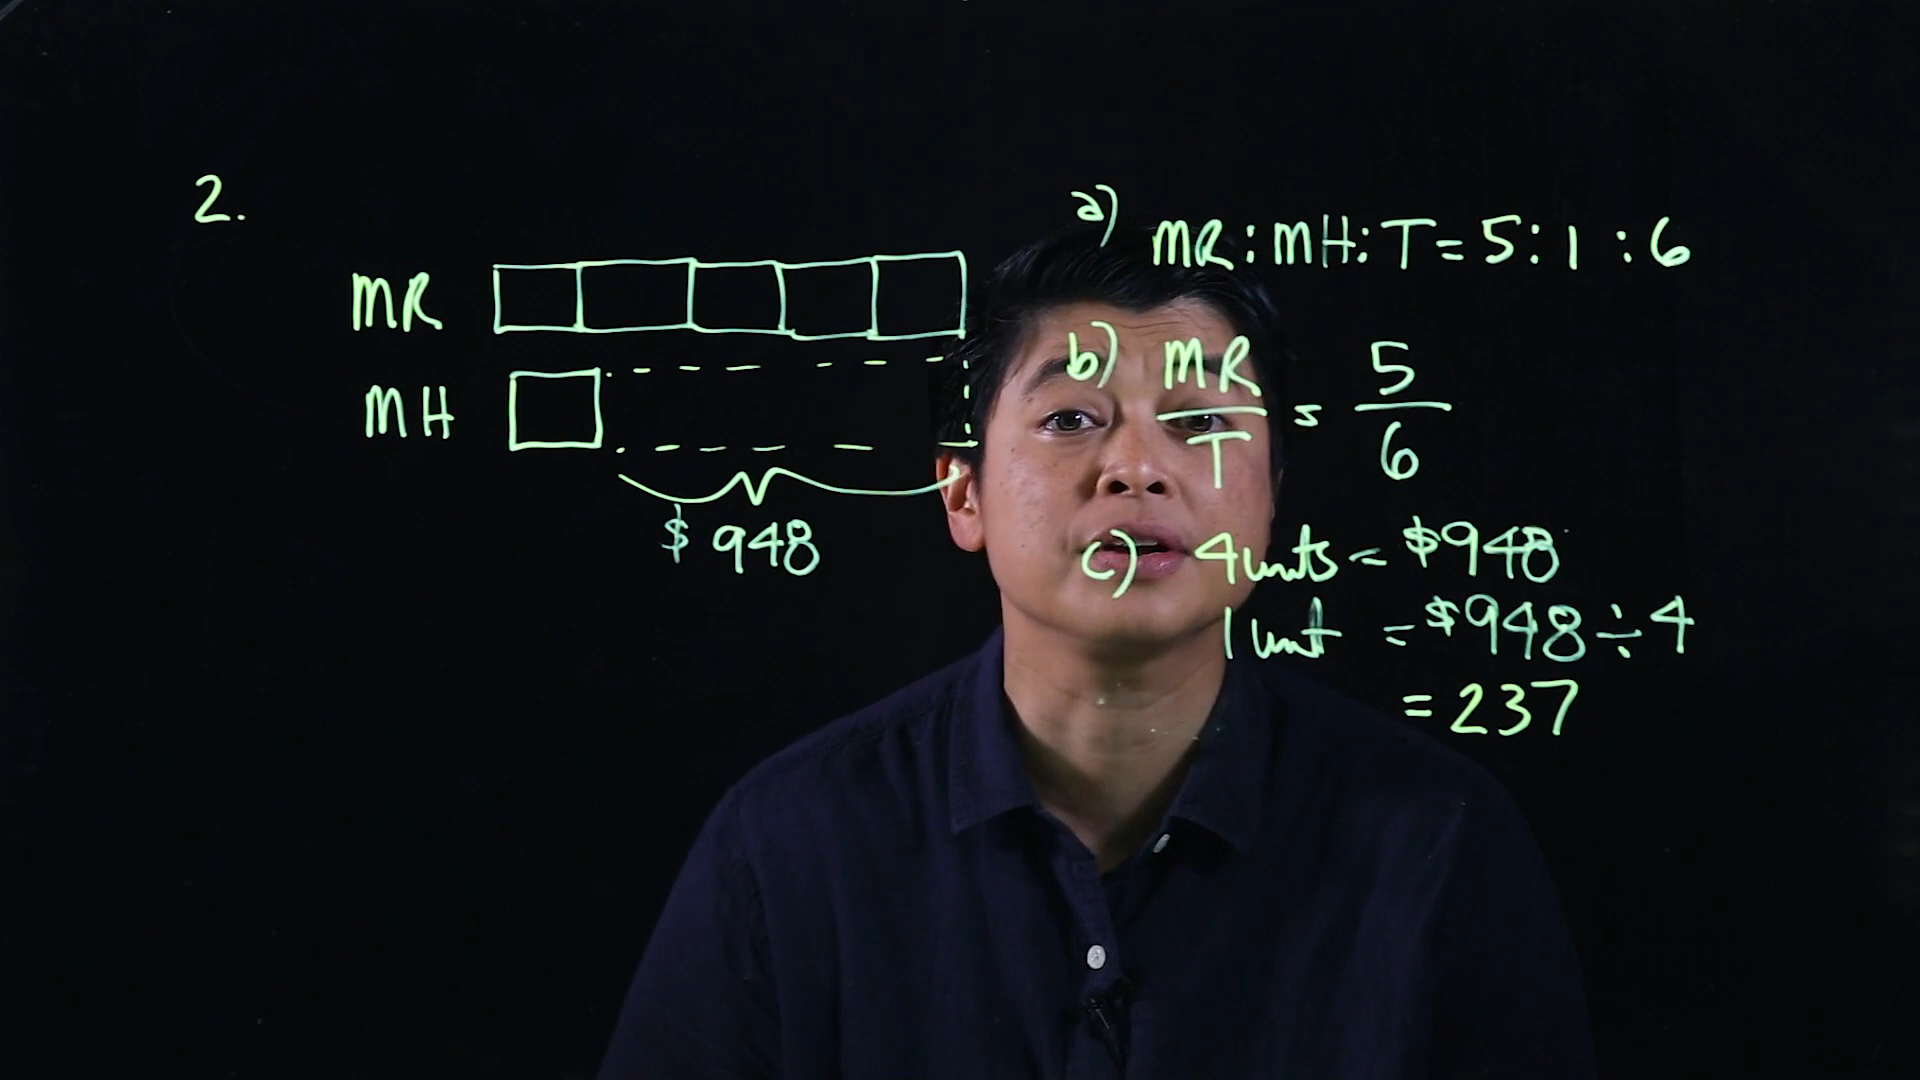 2.
MR
MH
$ 948
a) MR : MH : T = 5 : 1 : 6
b) MR/T = 5/6
c) 4 units = $948
1 unit = $948 ÷ 4
= 237